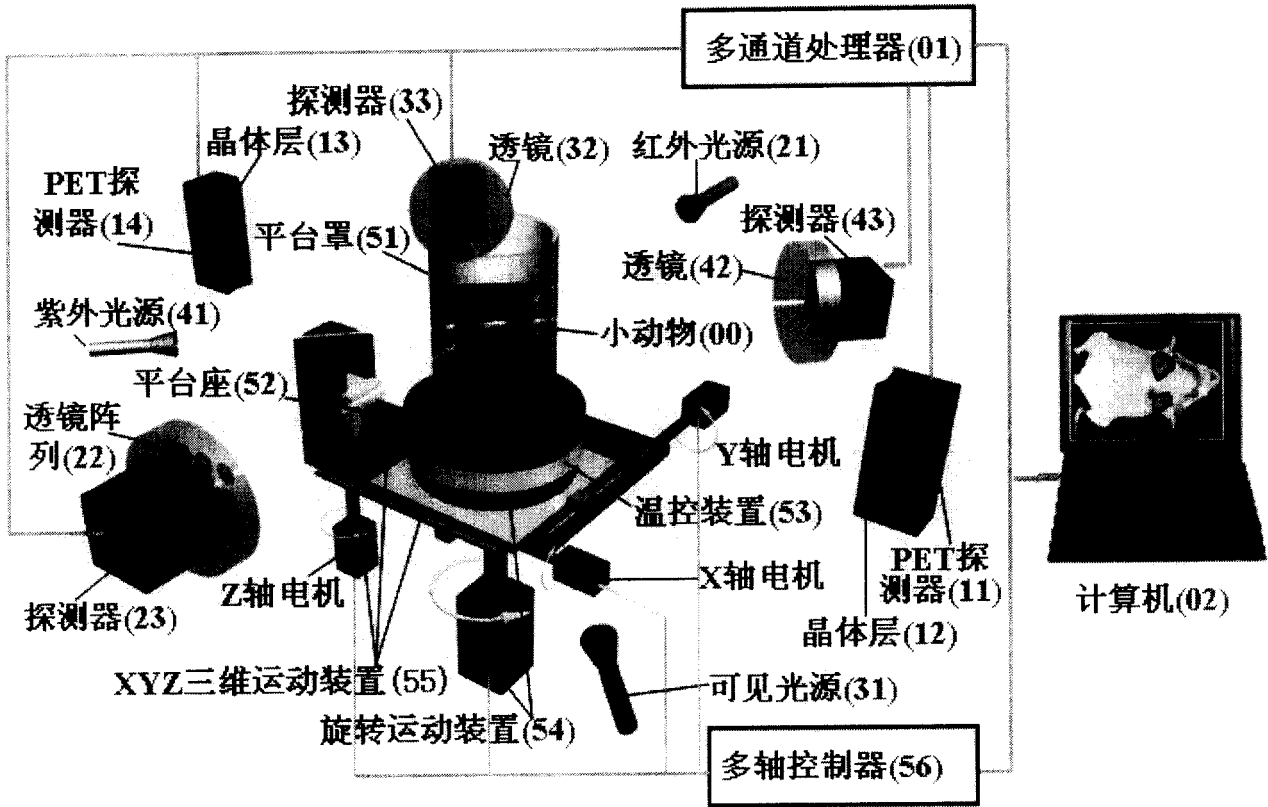 多通道处理器(01)
探测器(33)
晶体层(13)
透镜(32)
红外光源(21)
PET探
测器(14)
平台罩(51)
探测器(43)
透镜(42)
紫外光源(41)
小动物(00)
平台座(52)
透镜阵
列(22)
Y轴电机
温控装置(53)
PET探
测器(11)
Z轴电机
X轴电机
计算机(02)
探测器(23)
晶体层(12)
XYZ三维运动装置(55)
可见光源(31)
旋转运动装置(54)
多轴控制器(56)